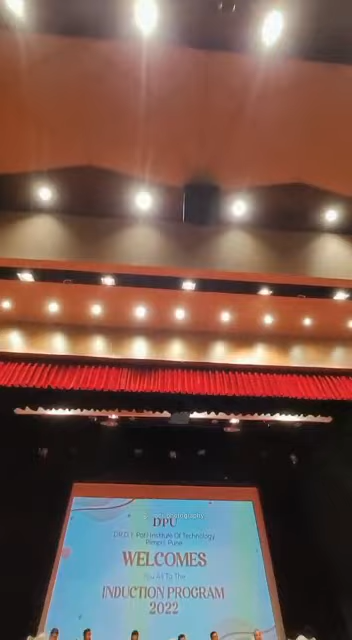 DPU
Dr.D.Y. Patil Institute Of Technology
Pimpri, Pune
WELCOMES
You All To The
INDUCTION PROGRAM
2022